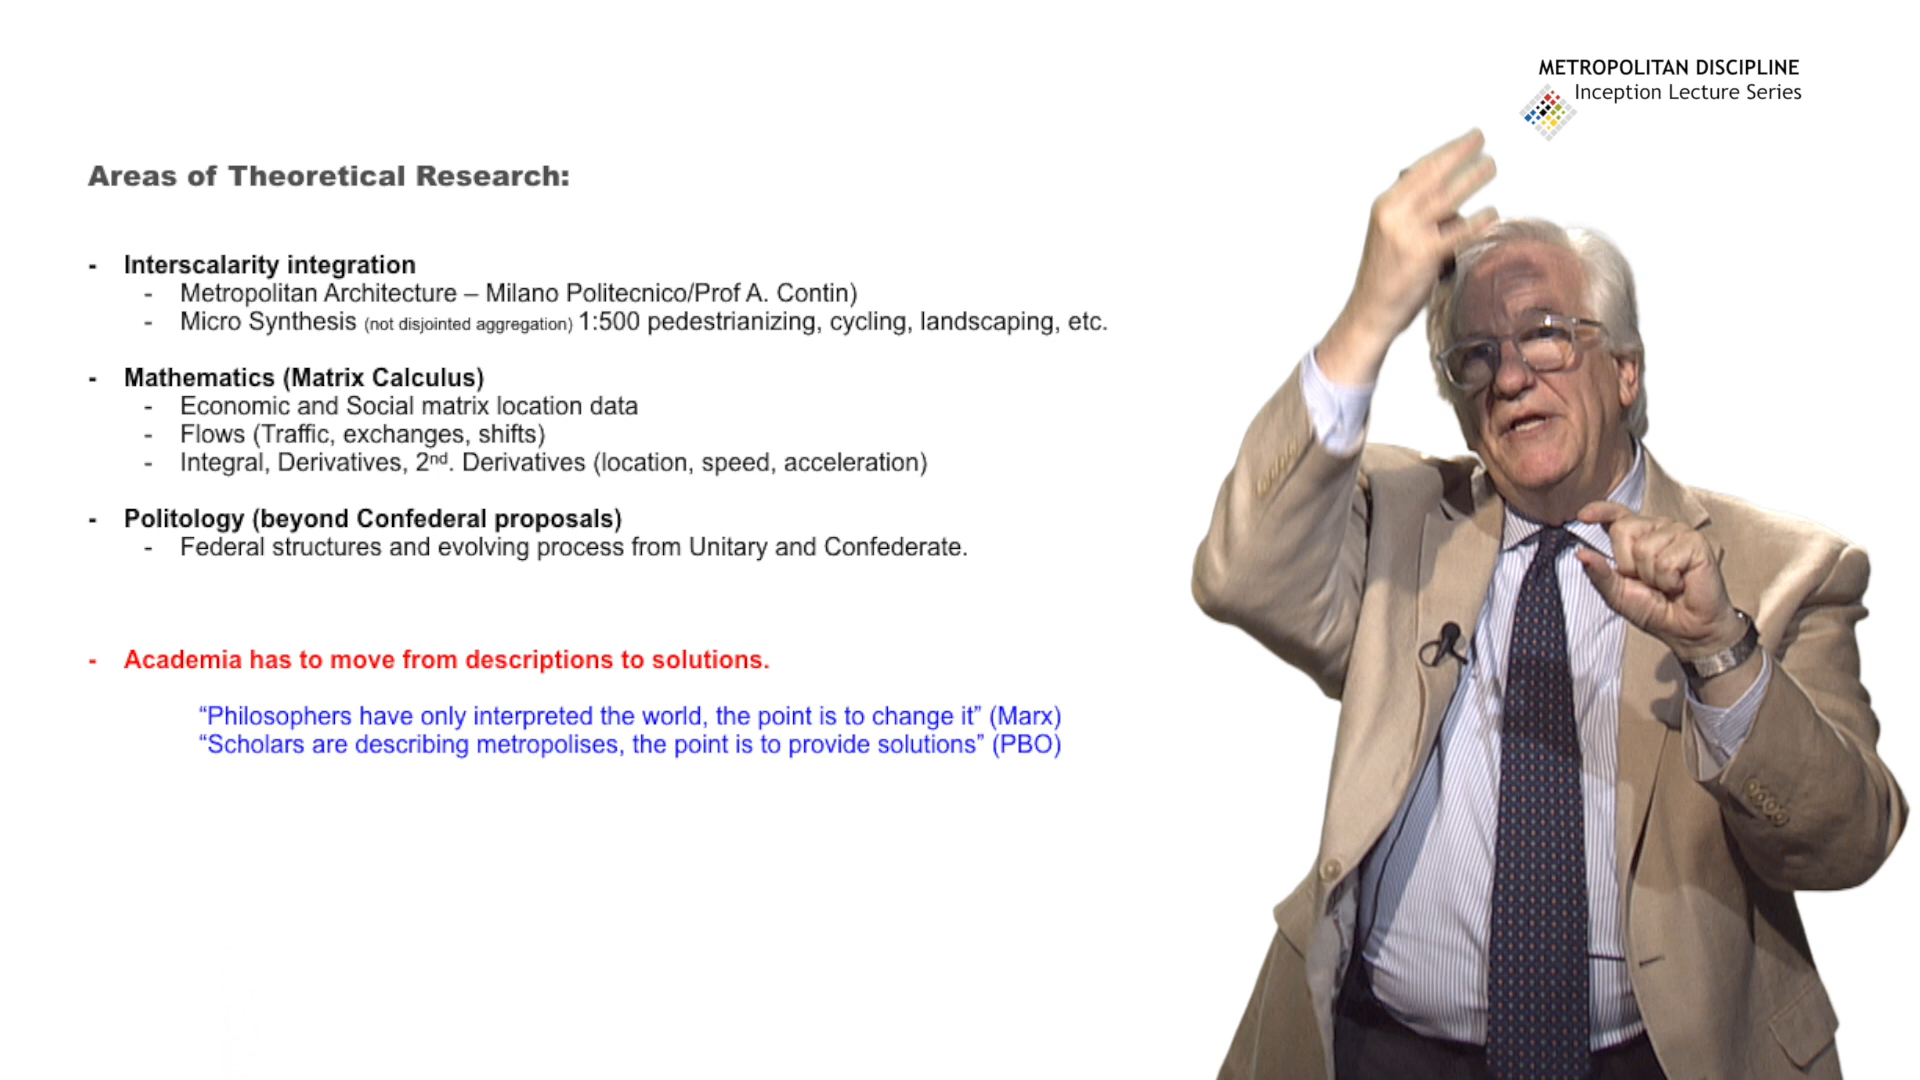 METROPOLITAN DISCIPLINE
Inception Lecture Series
Areas of Theoretical Research:
- Interscalarity integration
- Metropolitan Architecture – Milano Politecnico/Prof A. Contin)
- Micro Synthesis (not disjointed aggregation) 1:500 pedestrianizing, cycling, landscaping, etc.
- Mathematics (Matrix Calculus)
- Economic and Social matrix location data
- Flows (Traffic, exchanges, shifts)
- Integral, Derivatives, 2nd. Derivatives (location, speed, acceleration)
- Politology (beyond Confederal proposals)
- Federal structures and evolving process from Unitary and Confederate.
- Academia has to move from descriptions to solutions.
“Philosophers have only interpreted the world, the point is to change it” (Marx)
“Scholars are describing metropolises, the point is to provide solutions” (PBO)